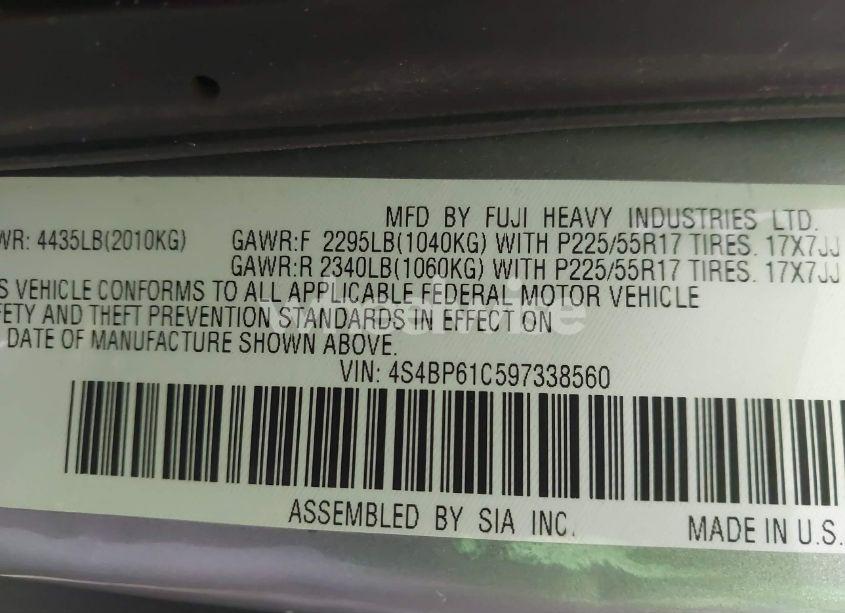 MFD BY FUJI HEAVY INDUSTRIES LTD.
WR: 4435LB(2010KG) GAWR:F 2295LB(1040KG) WITH P225/55R17 TIRES. 17X7JJ
GAWR:R 2340LB(1060KG) WITH P225/55R17 TIRES. 17X7JJ
S VEHICLE CONFORMS TO ALL APPLICABLE FEDERAL MOTOR VEHICLE
FETY AND THEFT PREVENTION STANDARDS IN EFFECT ON
DATE OF MANUFACTURE SHOWN ABOVE.
VIN: 4S4BP61C597338560
ASSEMBLED BY SIA INC.
MADE IN U.S.